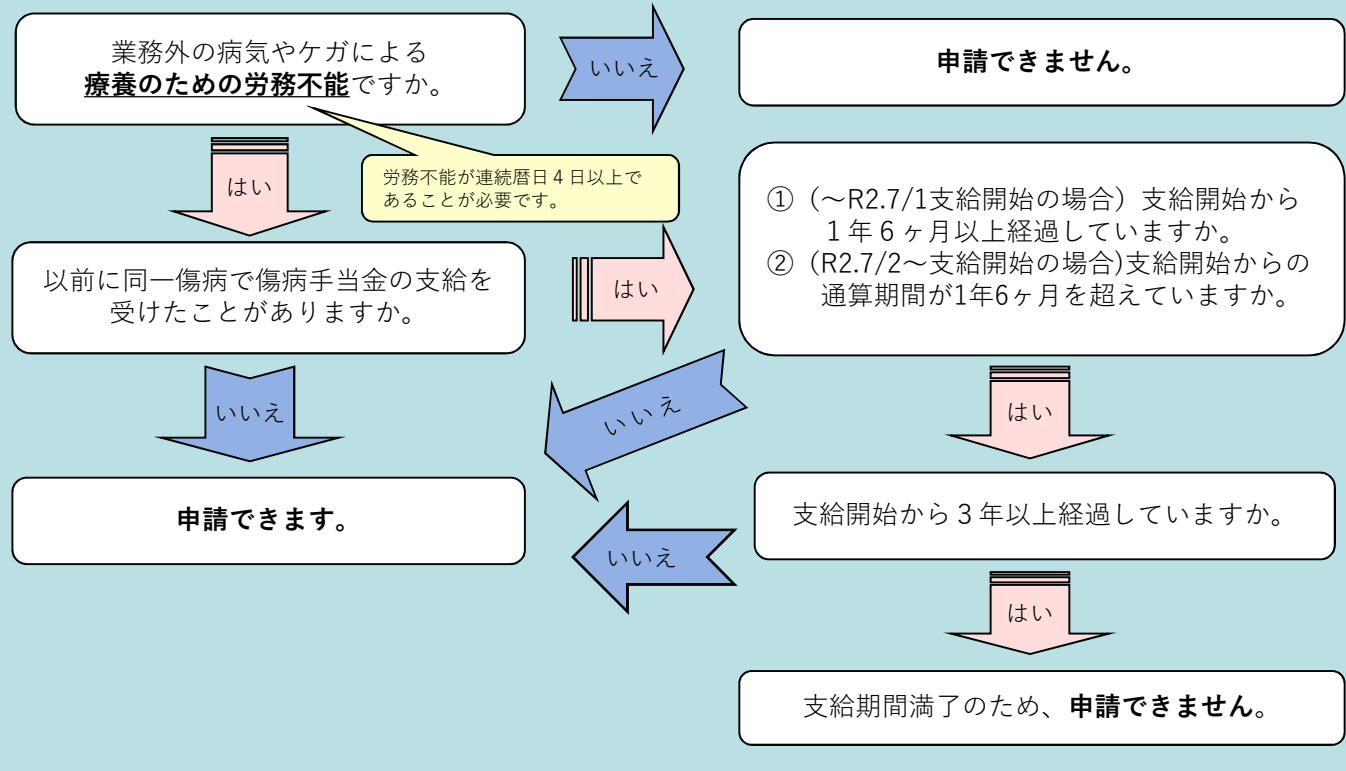 業務外の病気やケガによる
療養のための労務不能ですか。
いいえ
申請できません。
はい
労務不能が連続暦日４日以上で
あることが必要です。
以前に同一傷病で傷病手当金の支給を
受けたことがありますか。
はい
①（～R2.7/1支給開始の場合）支給開始から
１年６ヶ月以上経過していますか。
②（R2.7/2～支給開始の場合)支給開始からの
通算期間が1年6ヶ月を超えていますか。
いいえ
いいえ
はい
申請できます。
いいえ
支給開始から３年以上経過していますか。
はい
支給期間満了のため、申請できません。